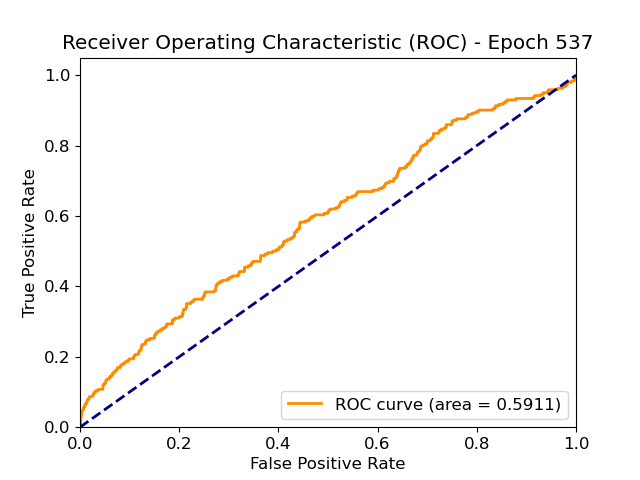 Receiver Operating Characteristic (ROC) - Epoch 537
True Positive Rate
1.0
0.8
0.6
0.4
0.2
0.0
ROC curve (area = 0.5911)
0.0 0.2 0.4 0.6 0.8 1.0
False Positive Rate